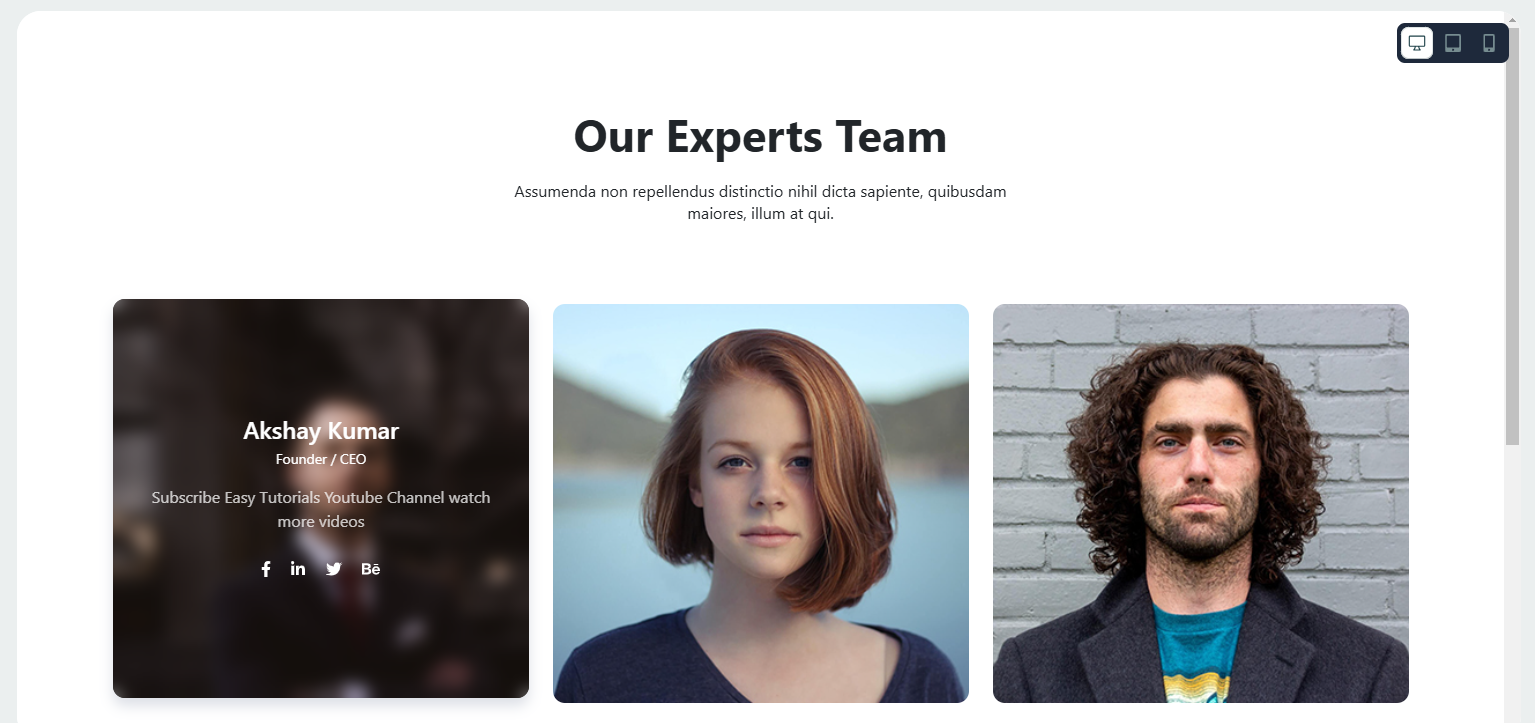 Our Experts Team
Assumenda non repellendus distinctio nihil dicta sapiente, quibusdam
maiores, illum at qui.
Akshay Kumar
Founder / CEO
Subscribe Easy Tutorials Youtube Channel watch
more videos
Bē